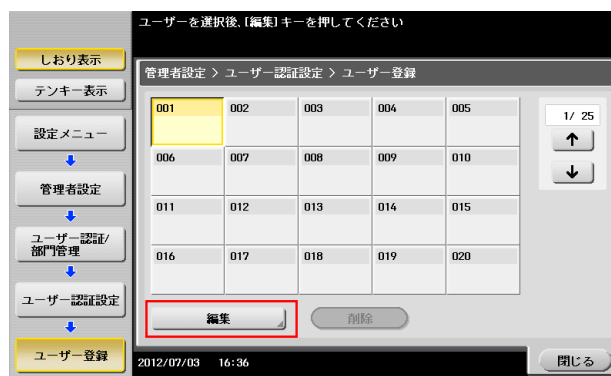 ユーザーを選択後、[編集]キーを押してください
しおり表示
テンキー表示
設定メニュー
管理者設定
ユーザー認証/
部門管理
ユーザー認証設定
ユーザー登録
管理者設定 > ユーザー認証設定 > ユーザー登録
001 002 003 004 005
006 007 008 009 010
011 012 013 014 015
016 017 018 019 020
1/ 25
↑
↓
編集 削除
2012/07/03 16:36
閉じる